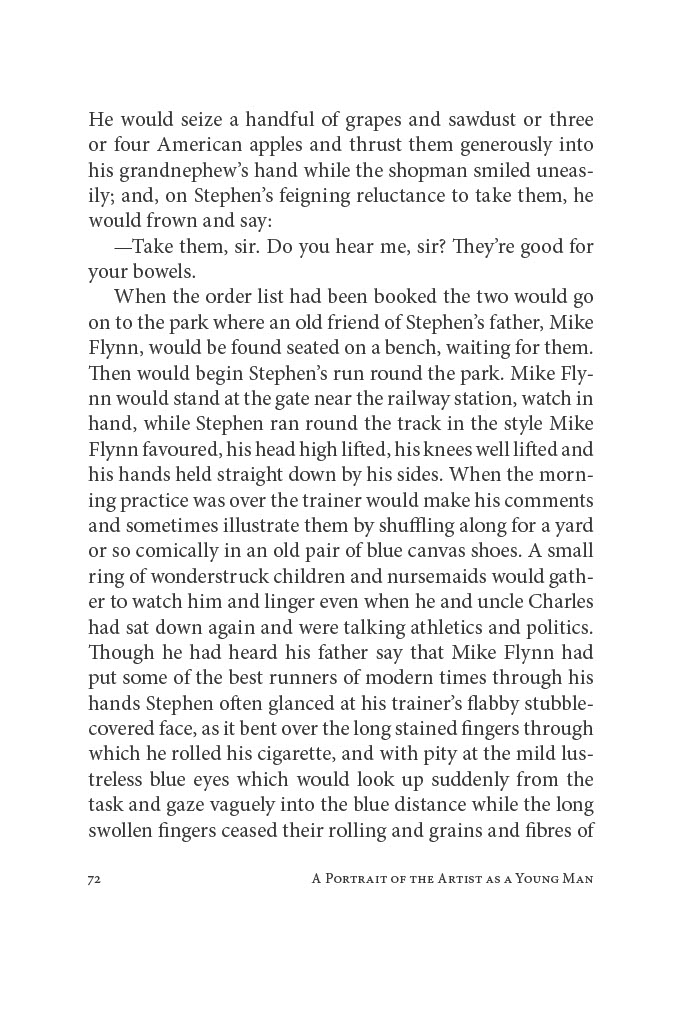 He would seize a handful of grapes and sawdust or three
or four American apples and thrust them generously into
his grandnephew’s hand while the shopman smiled uneas-
ily; and, on Stephen’s feigning reluctance to take them, he
would frown and say:
—Take them, sir. Do you hear me, sir? They’re good for
your bowels.
When the order list had been booked the two would go
on to the park where an old friend of Stephen’s father, Mike
Flynn, would be found seated on a bench, waiting for them.
Then would begin Stephen’s run round the park. Mike Fly-
nn would stand at the gate near the railway station, watch in
hand, while Stephen ran round the track in the style Mike
Flynn favoured, his head high lifted, his knees well lifted and
his hands held straight down by his sides. When the morn-
ing practice was over the trainer would make his comments
and sometimes illustrate them by shuffling along for a yard
or so comically in an old pair of blue canvas shoes. A small
ring of wonderstruck children and nursemaids would gath-
er to watch him and linger even when he and uncle Charles
had sat down again and were talking athletics and politics.
Though he had heard his father say that Mike Flynn had
put some of the best runners of modern times through his
hands Stephen often glanced at his trainer’s flabby stubble-
covered face, as it bent over the long stained fingers through
which he rolled his cigarette, and with pity at the mild lus-
treless blue eyes which would look up suddenly from the
task and gaze vaguely into the blue distance while the long
swollen fingers ceased their rolling and grains and fibres of
72 A Portrait of the Artist as a Young Man